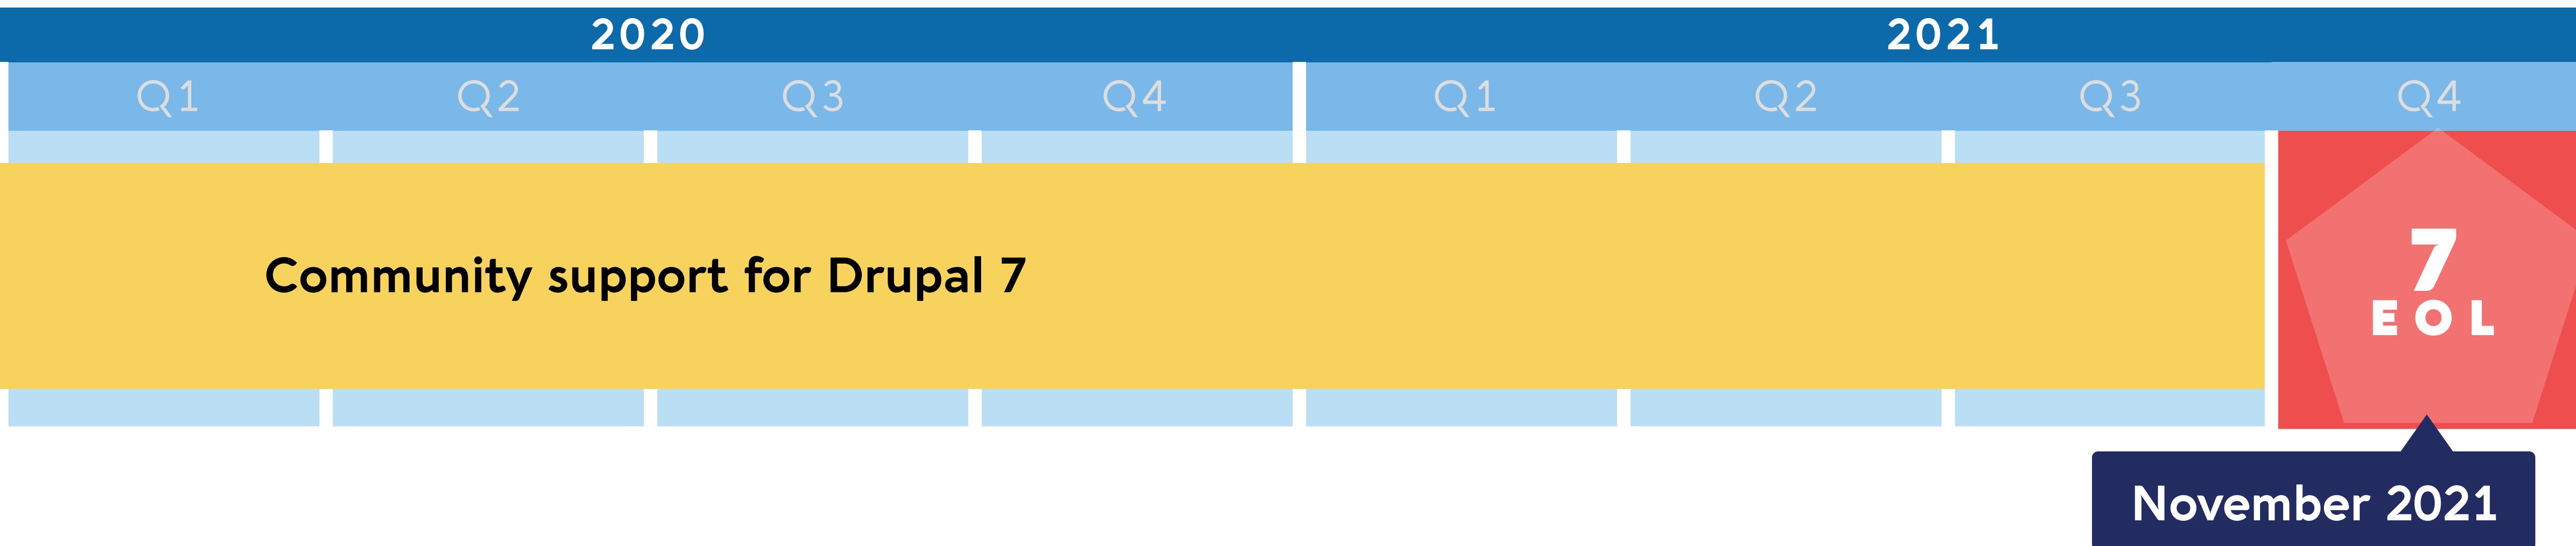 2020 2021
Q1 Q2 Q3 Q4 Q1 Q2 Q3 Q4
Community support for Drupal 7
7
EOL
November 2021